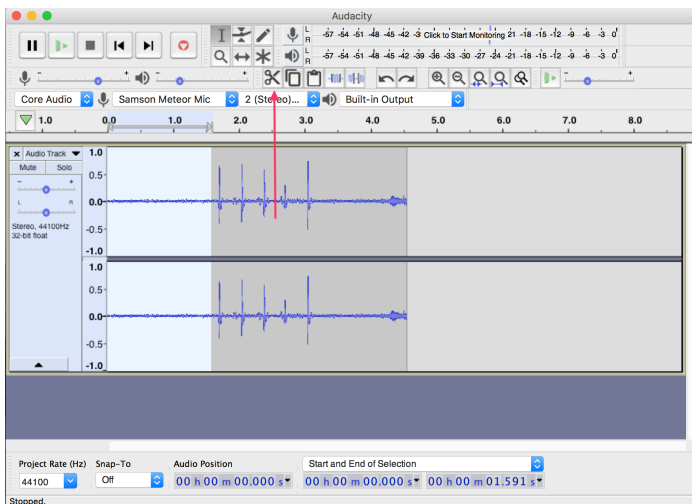 Audacity
L
R
-57 -54 -51 -48 -45 -42 -3 Click to Start Monitoring 21 -18 -15 -12 -9 -6 -3 0
L
R
-57 -54 -51 -48 -45 -42 -39 -36 -33 -30 -27 -24 -21 -18 -15 -12 -9 -6 -3 0
- + - + -
Core Audio Samson Meteor Mic 2 (Stereo)... Built-in Output
1.0 0.0 1.0 2.0 3.0 4.0 5.0 6.0 7.0 8.0
x Audio Track
Mute Solo
- +
L R
Stereo, 44100Hz
32-bit float
1.0
0.5-
0.0-
-0.5-
-1.0
1.0
0.5-
0.0-
-0.5-
-1.0
Project Rate (Hz) Snap-To Audio Position Start and End of Selection
44100 Off 00 h 00 m 00.000 s 00 h 00 m 00.000 s 00 h 00 m 01.591 s
Stopped.